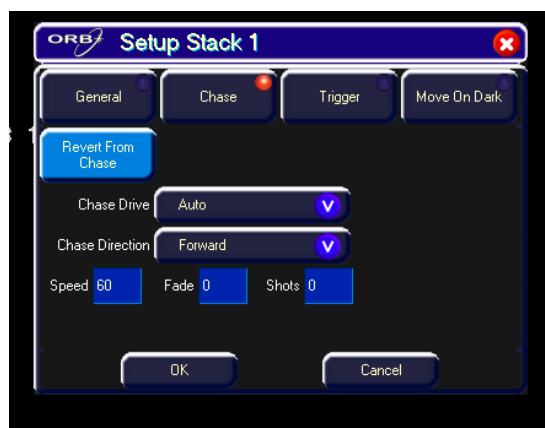 ORB Setup Stack 1
General Chase Trigger Move On Dark
Revert From
Chase
Chase Drive Auto
Chase Direction Forward
Speed 60 Fade 0 Shots 0
OK Cancel